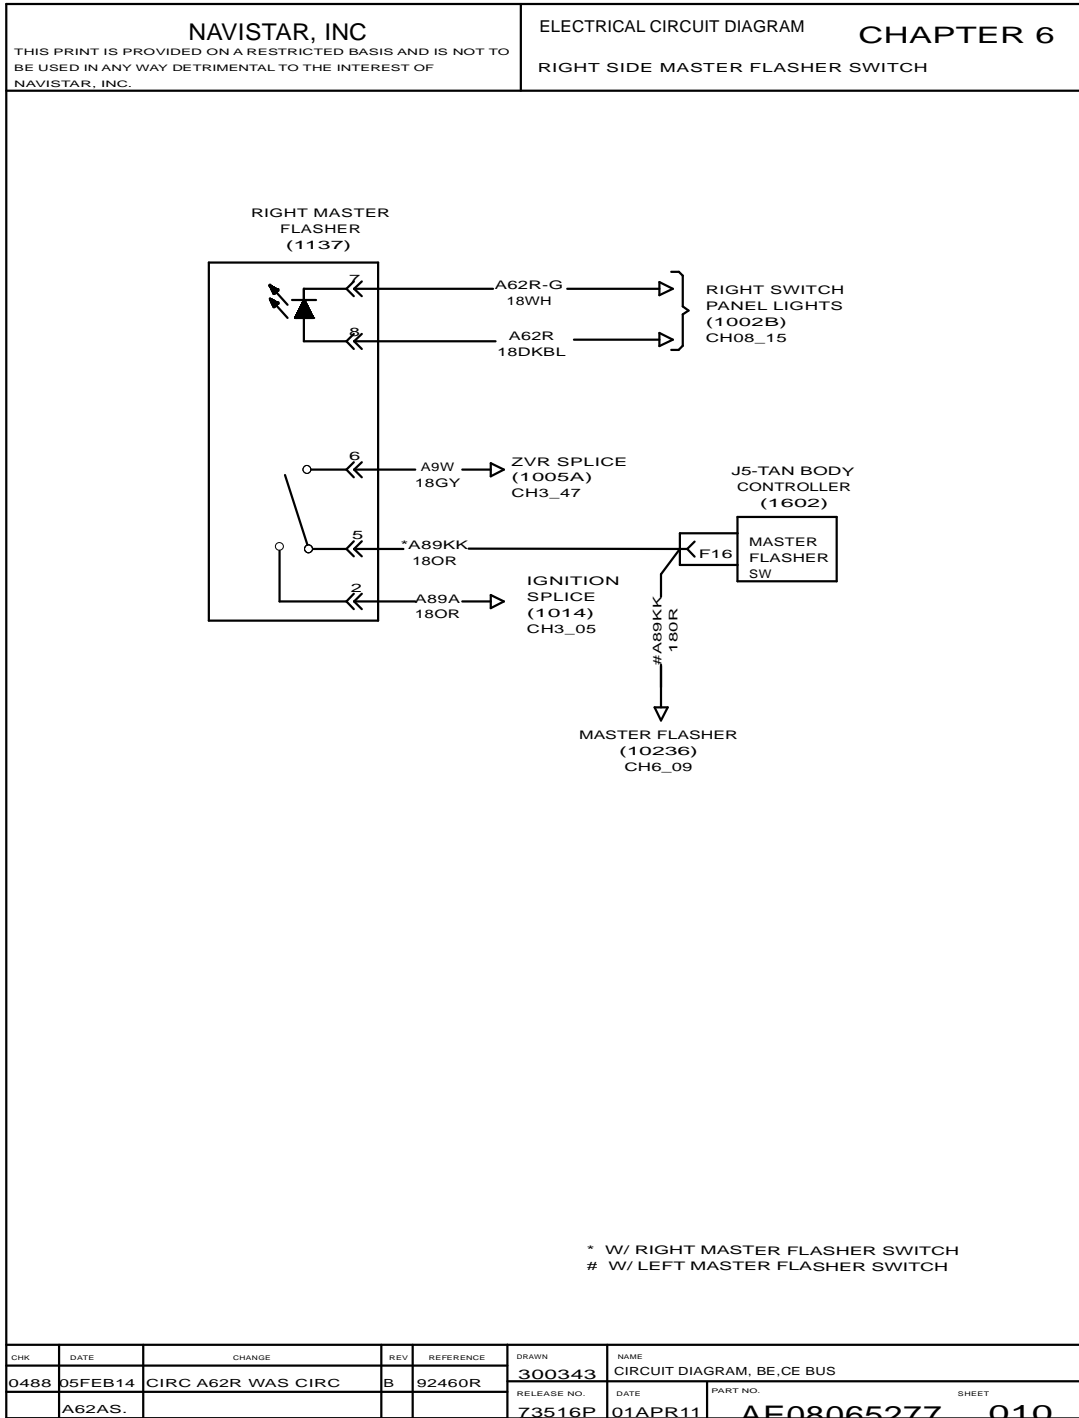 NAVISTAR, INC
THIS PRINT IS PROVIDED ON A RESTRICTED BASIS AND IS NOT TO
BE USED IN ANY WAY DETRIMENTAL TO THE INTEREST OF
NAVISTAR, INC.
ELECTRICAL CIRCUIT DIAGRAM
CHAPTER 6
RIGHT SIDE MASTER FLASHER SWITCH
RIGHT MASTER
FLASHER
(1137)
7
A62R-G
18WH
8
A62R
18DKBL
RIGHT SWITCH
PANEL LIGHTS
(1002B)
CH08_15
6
A9W
18GY
ZVR SPLICE
(1005A)
CH3_47
5
*A89KK
18OR
2
A89A
18OR
IGNITION
SPLICE
(1014)
CH3_05
J5-TAN BODY
CONTROLLER
(1602)
F16
MASTER
FLASHER
SW
#A89KK
180R
MASTER FLASHER
(10236)
CH6_09
* W/ RIGHT MASTER FLASHER SWITCH
# W/ LEFT MASTER FLASHER SWITCH
CHK DATE CHANGE REV REFERENCE
0488 05FEB14 CIRC A62R WAS CIRC B 92460R
A62AS.
DRAWN
300343
NAME
CIRCUIT DIAGRAM, BE,CE BUS
RELEASE NO.
73516P
DATE
01APR11
PART NO.
AE08065277
SHEET
010